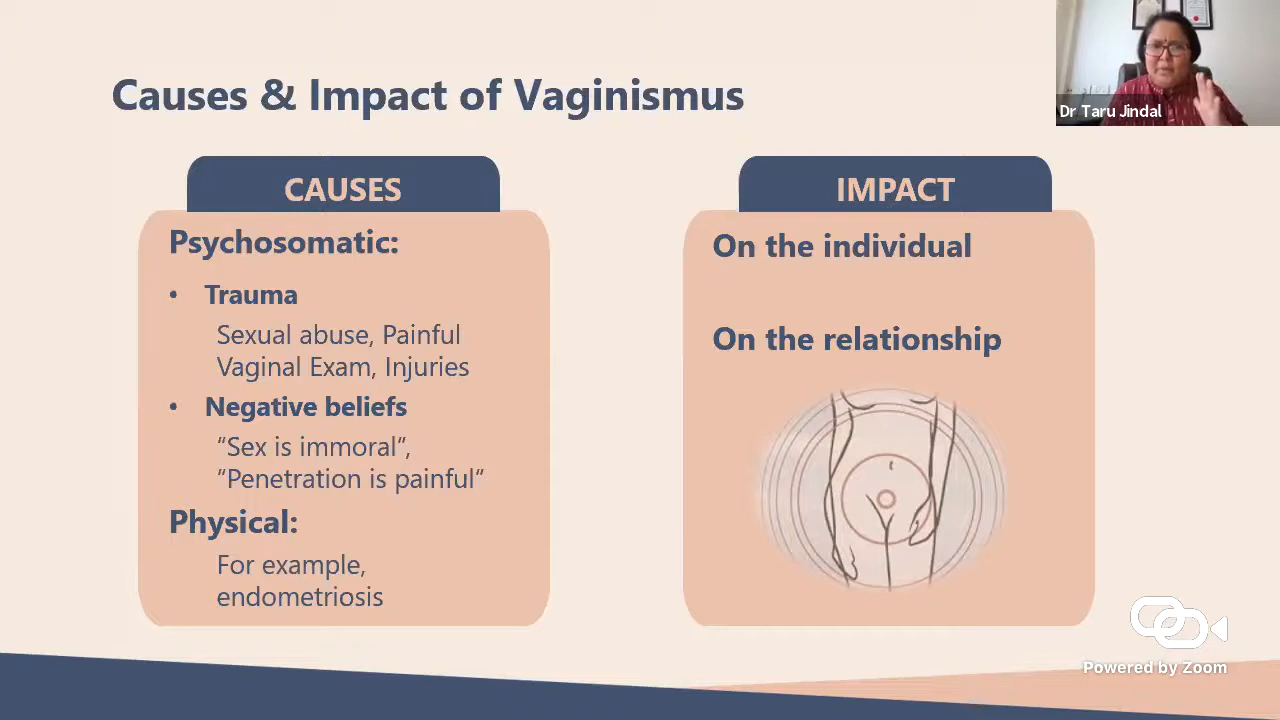 Causes & Impact of Vaginismus
Dr Taru Jindal
CAUSES
Psychosomatic:
• Trauma
Sexual abuse, Painful
Vaginal Exam, Injuries
• Negative beliefs
“Sex is immoral”,
“Penetration is painful”
Physical:
For example,
endometriosis
IMPACT
On the individual
On the relationship
Powered by Zoom